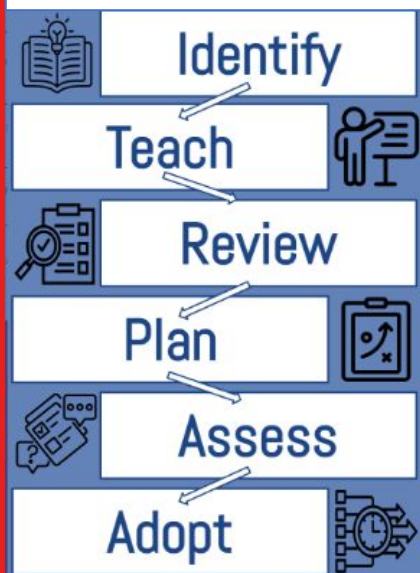 Identify
Teach
Review
Plan
Assess
Adopt